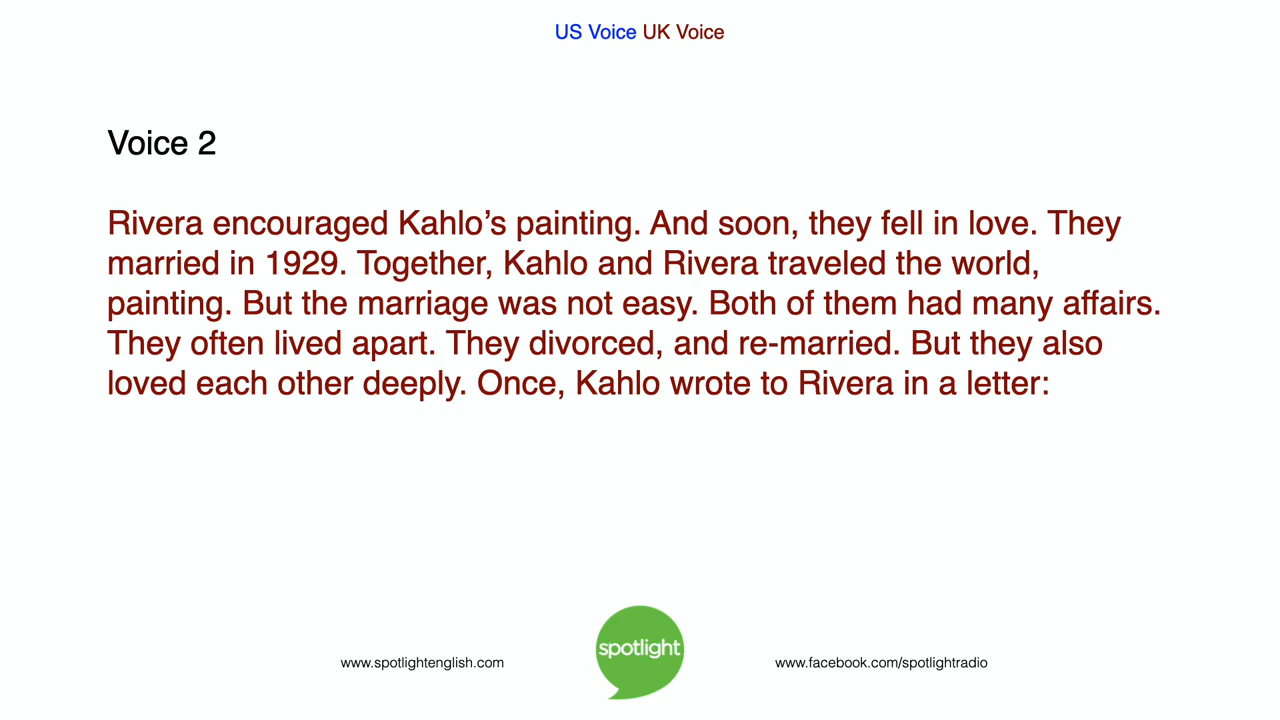 US Voice UK Voice
Voice 2
Rivera encouraged Kahlo’s painting. And soon, they fell in love. They
married in 1929. Together, Kahlo and Rivera traveled the world,
painting. But the marriage was not easy. Both of them had many affairs.
They often lived apart. They divorced, and re-married. But they also
loved each other deeply. Once, Kahlo wrote to Rivera in a letter:
www.spotlightenglish.com
spotlight
www.facebook.com/spotlightradio